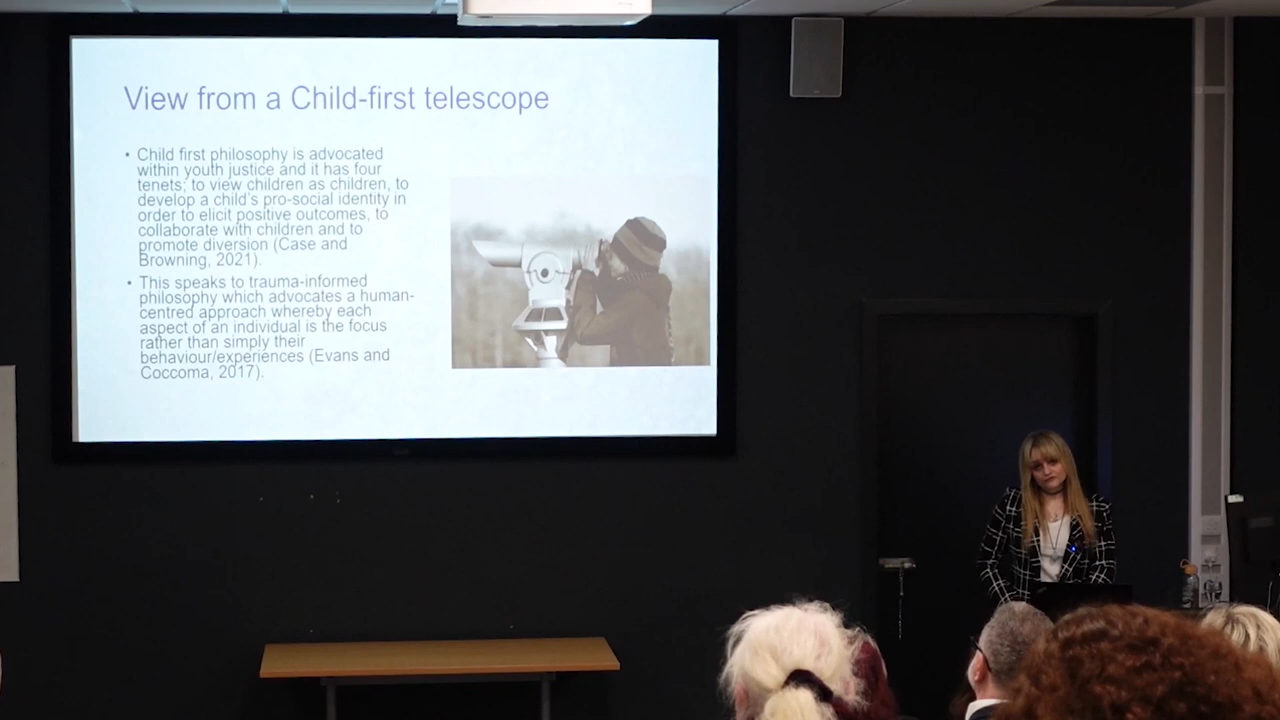 View from a Child-first telescope
• Child first philosophy is advocated
within youth justice and it has four
tenets; to view children as children, to
develop a child's pro-social identity in
order to elicit positive outcomes, to
collaborate with children and to
promote diversion (Case and
Browning, 2021).
• This speaks to trauma-informed
philosophy which advocates a human-
centred approach whereby each
aspect of an individual is the focus
rather than simply their
behaviour/experiences (Evans and
Coccoma, 2017).